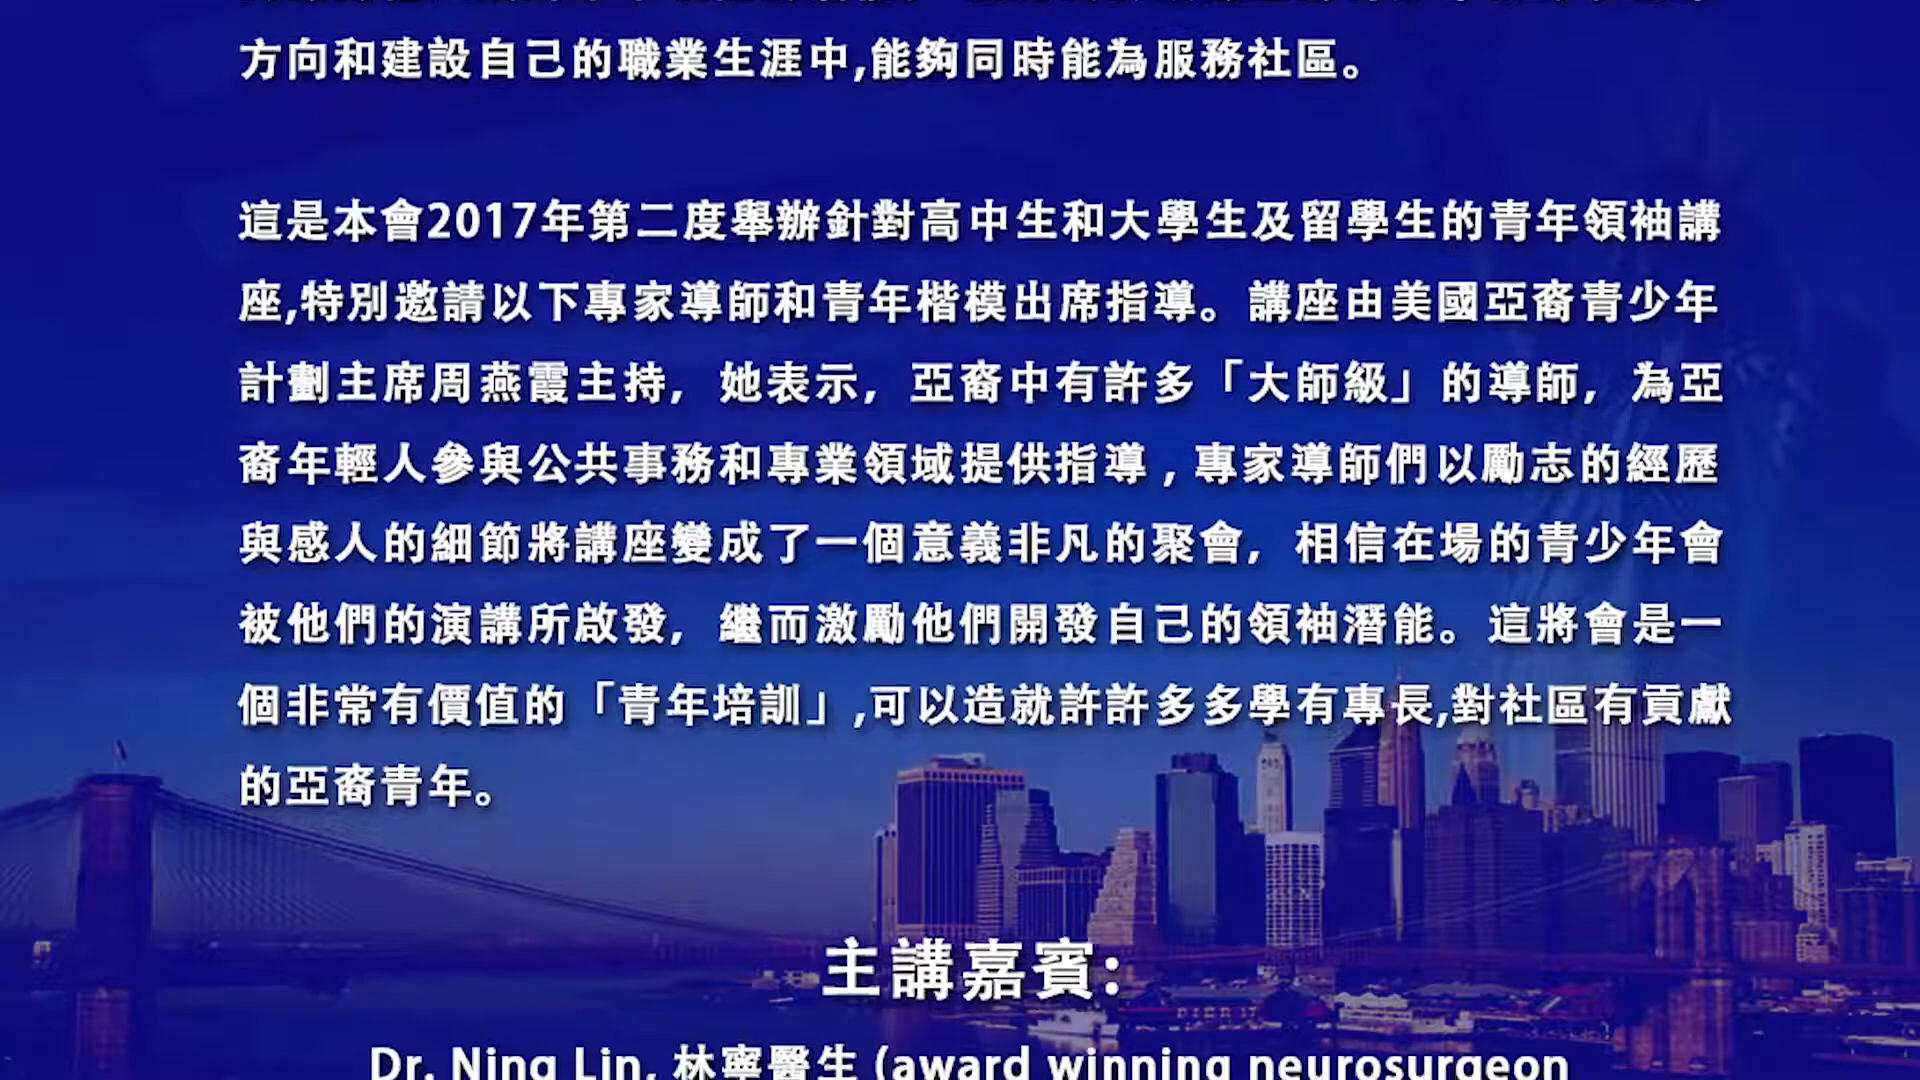 方向和建設自己的職業生涯中,能夠同時能為服務社區。
這是本會2017年第二度舉辦針對高中生和大學生及留學生的青年領袖講
座,特別邀請以下專家導師和青年楷模出席指導。講座由美國亞裔青少年
計劃主席周燕霞主持，她表示，亞裔中有許多「大師級」的導師，為亞
裔年輕人參與公共事務和專業領域提供指導,專家導師們以勵志的經歷
與感人的細節將講座變成了一個意義非凡的聚會，相信在場的青少年會
被他們的演講所啟發，繼而激勵他們開發自己的領袖潛能。這將會是一
個非常有價值的「青年培訓」,可以造就許許多多學有專長,對社區有貢獻
的亞裔青年。
主講嘉賓:
Dr. Ning Lin, 林寧醫生 (award winning neurosurgeon